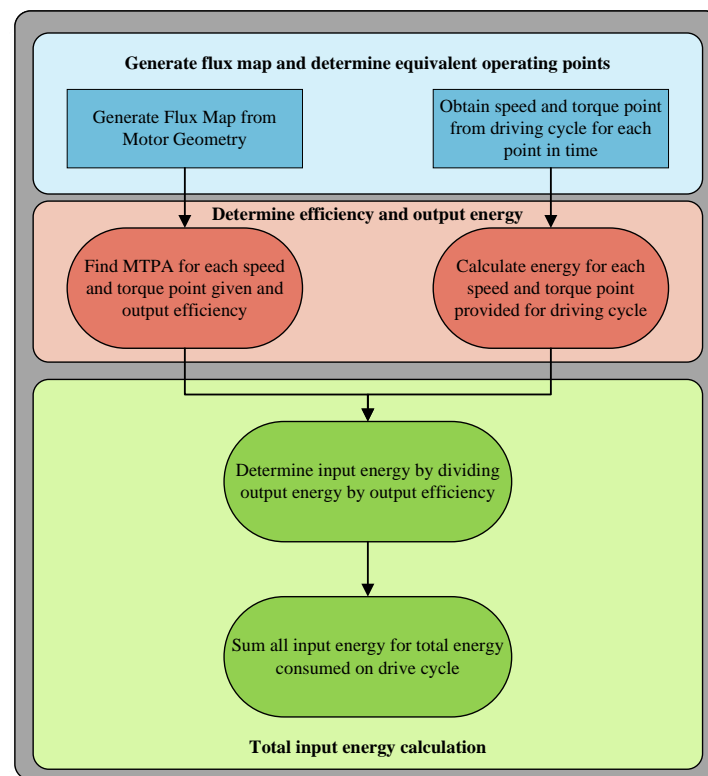 Generate flux map and determine equivalent operating points
Generate Flux Map from
Motor Geometry
Obtain speed and torque point
from driving cycle for each
point in time
Determine efficiency and output energy
Find MTPA for each speed
and torque point given and
output efficiency
Calculate energy for each
speed and torque point
provided for driving cycle
Determine input energy by dividing
output energy by output efficiency
Sum all input energy for total energy
consumed on drive cycle
Total input energy calculation